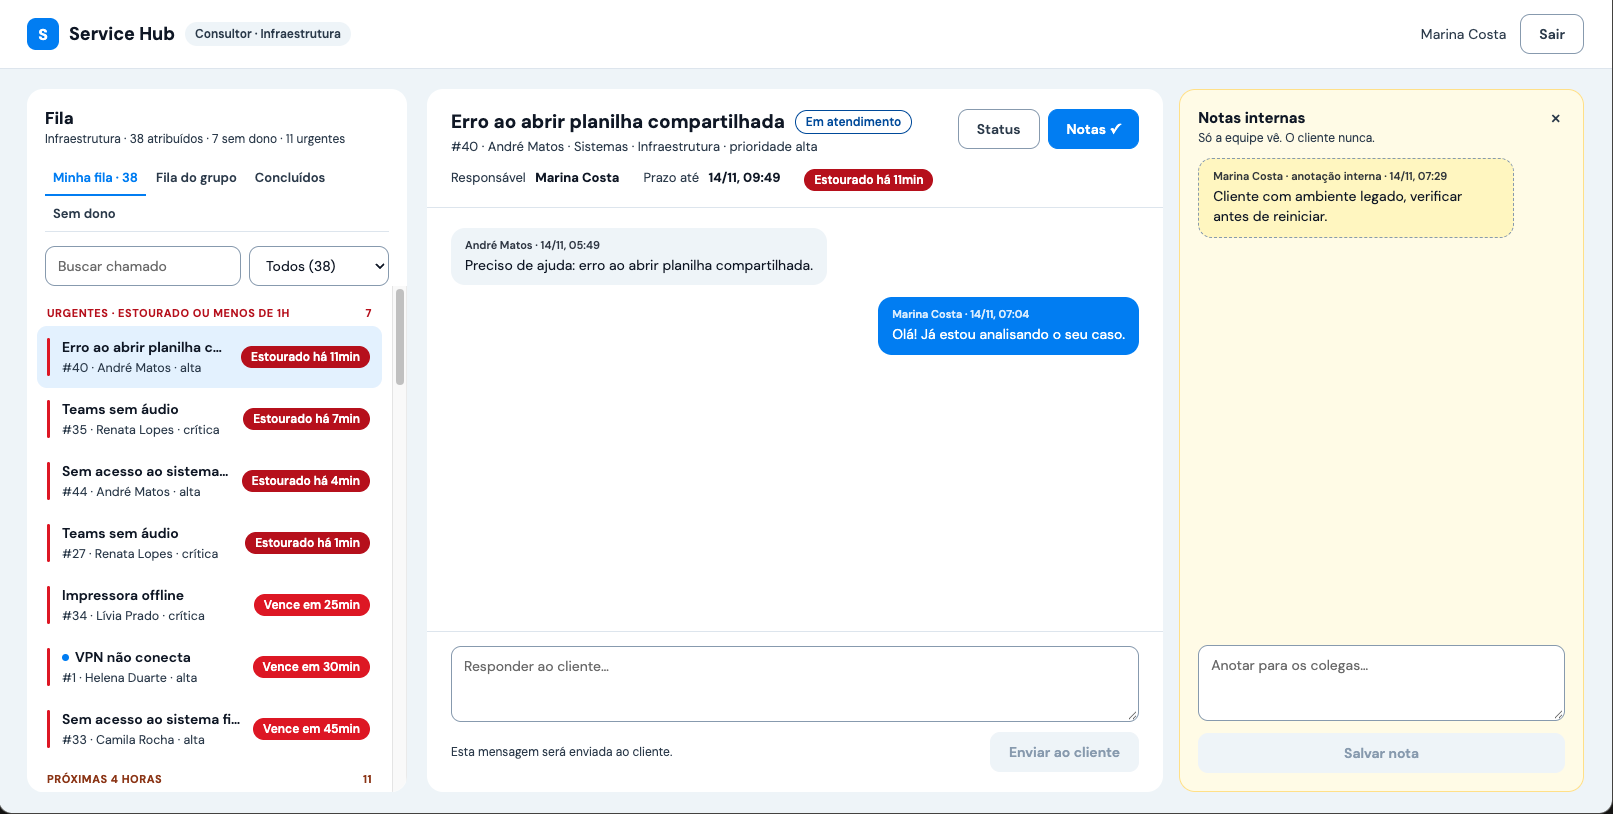 S
Service Hub
Consultor · Infraestrutura
Marina Costa
Sair
Fila
Infraestrutura · 38 atribuídos · 7 sem dono · 11 urgentes
Minha fila · 38
Fila do grupo
Concluídos
Sem dono
Buscar chamado
Todos (38)
URGENTES · ESTOURADO OU MENOS DE 1H
7
Erro ao abrir planilha c...
#40 · André Matos · alta
Estourado há 11min
Teams sem áudio
#35 · Renata Lopes · crítica
Estourado há 7min
Sem acesso ao sistema...
#44 · André Matos · alta
Estourado há 4min
Teams sem áudio
#27 · Renata Lopes · crítica
Estourado há 1min
Impressora offline
#34 · Lívia Prado · crítica
Vence em 25min
VPN não conecta
#1 · Helena Duarte · alta
Vence em 30min
Sem acesso ao sistema fi...
#33 · Camila Rocha · alta
Vence em 45min
PRÓXIMAS 4 HORAS
11
Erro ao abrir planilha compartilhada
Em atendimento
#40 · André Matos · Sistemas · Infraestrutura · prioridade alta
Responsável Marina Costa
Prazo até 14/11, 09:49
Estourado há 11min
Status
Notas ✓
André Matos · 14/11, 05:49
Preciso de ajuda: erro ao abrir planilha compartilhada.
Marina Costa · 14/11, 07:04
Olá! Já estou analisando o seu caso.
Responder ao cliente...
Esta mensagem será enviada ao cliente.
Enviar ao cliente
Notas internas
×
Só a equipe vê. O cliente nunca.
Marina Costa · anotação interna · 14/11, 07:29
Cliente com ambiente legado, verificar
antes de reiniciar.
Anotar para os colegas...
Salvar nota